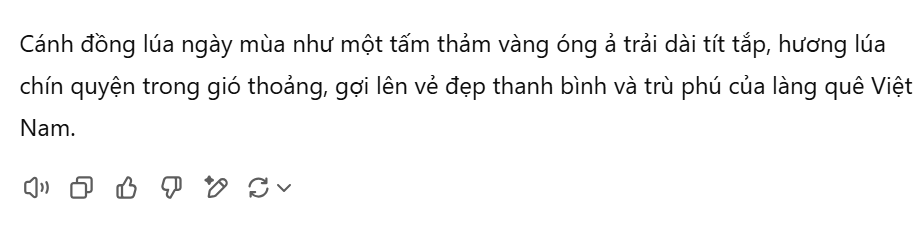 Cánh đồng lúa ngày mùa như một tấm thảm vàng óng ả trải dài tít tắp, hương lúa
chín quyện trong gió thoảng, gợi lên vẻ đẹp thanh bình và trù phú của làng quê Việt
Nam.